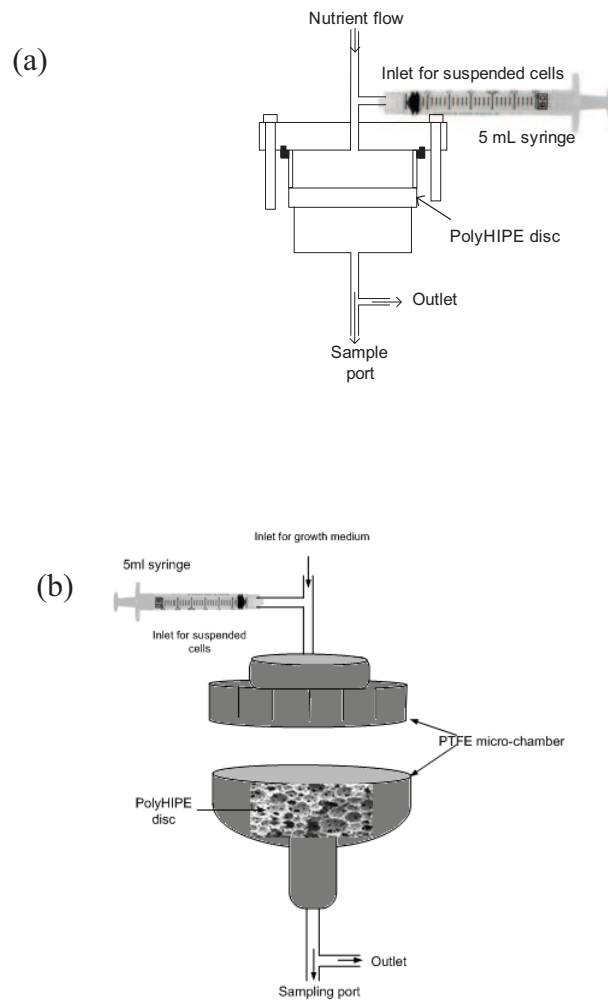 Nutrient flow
(a)
Inlet for suspended cells
5 mL syringe
PolyHIPE disc
Outlet
Sample
port
Inlet for growth medium
5ml syringe
(b)
Inlet for suspended
cells
PTFE micro-chamber
PolyHIPE
disc
Outlet
Sampling port